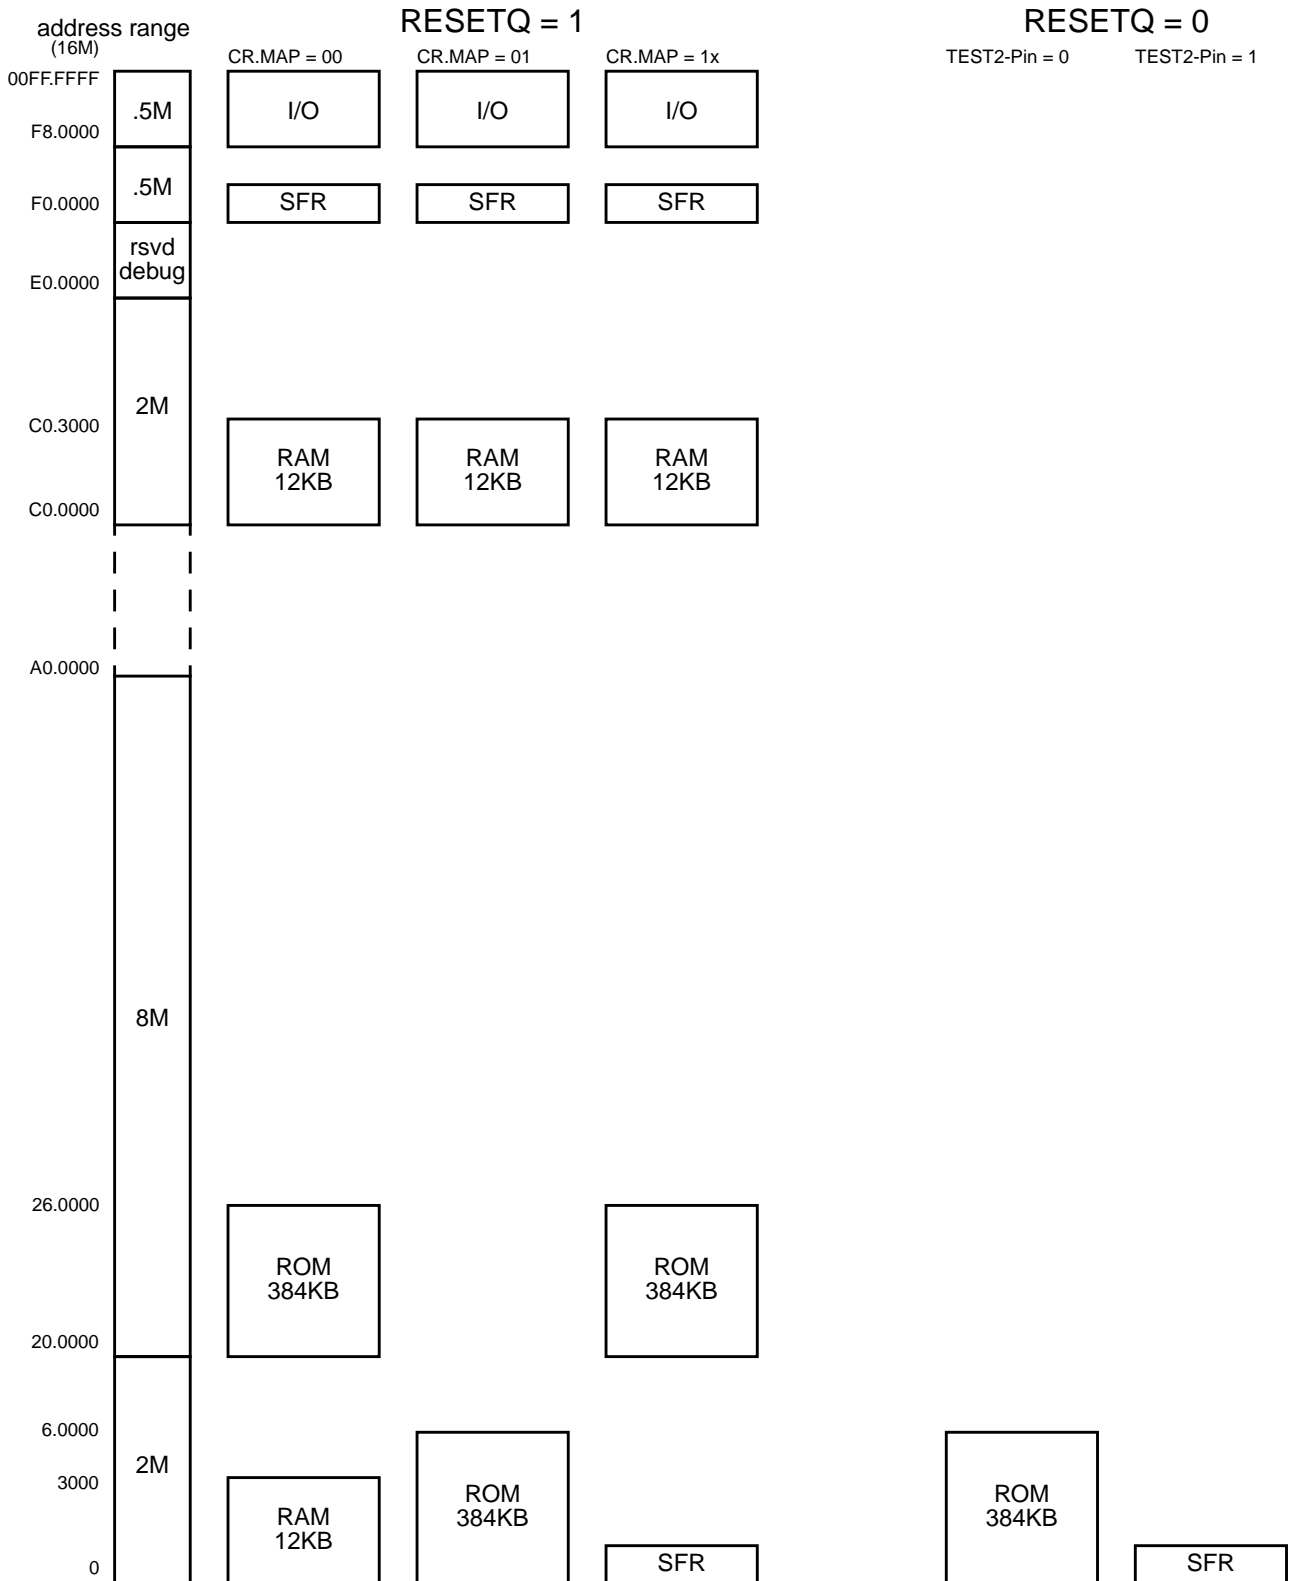 address range
(16M)
RESETQ = 1
RESETQ = 0
CR.MAP = 00
CR.MAP = 01
CR.MAP = 1x
TEST2-Pin = 0
TEST2-Pin = 1
00FF.FFFF
.5M
I/O
I/O
I/O
F8.0000
.5M
F0.0000
SFR
SFR
SFR
rsvd
debug
E0.0000
2M
C0.3000
RAM
12KB
RAM
12KB
RAM
12KB
C0.0000
A0.0000
8M
26.0000
ROM
384KB
ROM
384KB
20.0000
6.0000
2M
3000
RAM
12KB
ROM
384KB
ROM
384KB
0
SFR
SFR